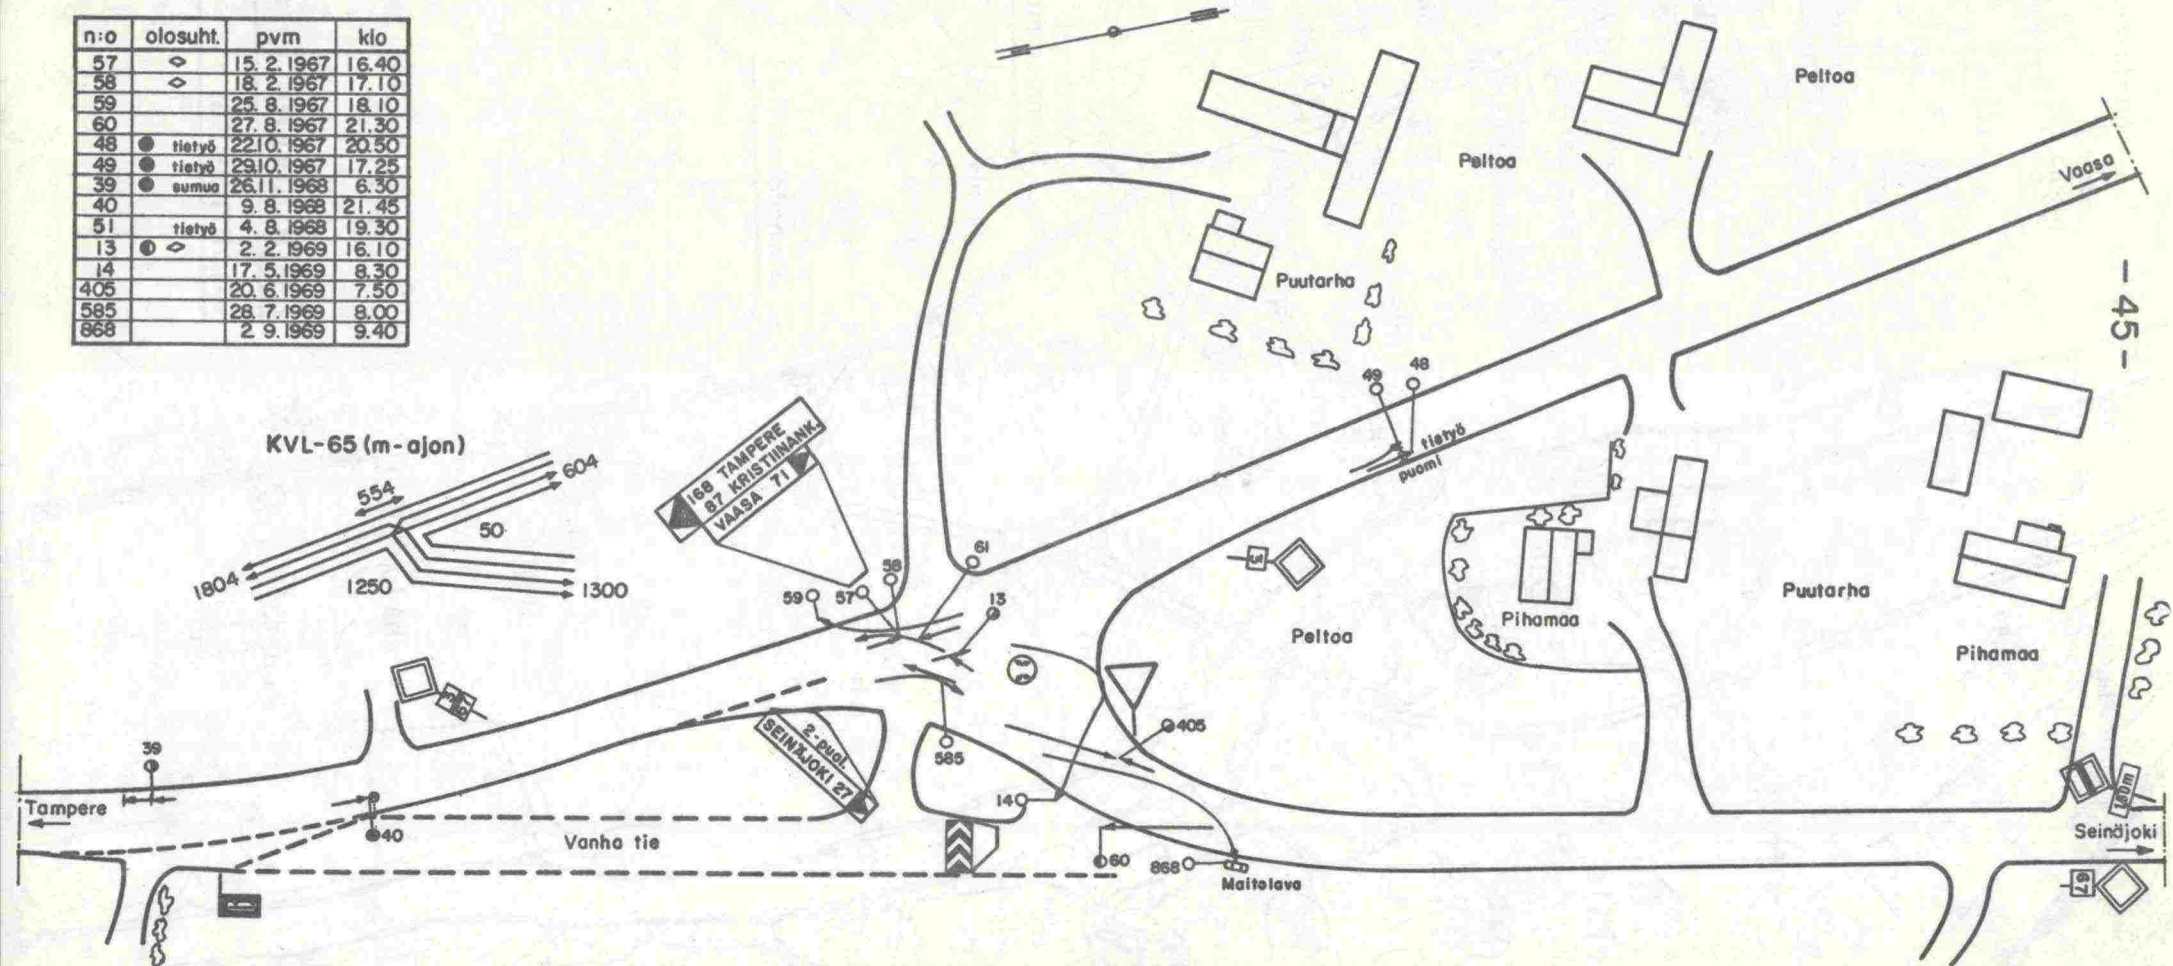 n:o olosuht. pvm klo
57 15. 2. 1967 16.40
58 18. 2. 1967 17.10
59 25. 8. 1967 18.10
60 27. 8. 1967 21.30
48 tietyö 22.10. 1967 20.50
49 tietyö 29.10. 1967 17.25
39 sumua 26.11. 1968 6.30
40 9. 8. 1968 21.45
51 tietyö 4. 8. 1968 19.30
13 2. 2. 1969 16.10
14 17. 5. 1969 8.30
405 20. 6. 1969 7.50
585 28. 7. 1969 8.00
868 2. 9. 1969 9.40
Peltoa
Peltoa
Vaasa
- 45 -
Puutarha
49
48
tietyö
puomi
KVL-65 (m-ajon)
554
604
50
1804
1250
1300
168 TAMPERE
87 KRISTIINANK.
VAASA 71
61
58
59
57
13
3
Peltoa
Pihamaa
Puutarha
Pihamaa
3
67
39
405
585
2-puol.
SEINÄJOKI 27
14
180m
Tampere
40
Vanha tie
60
868
Maitolava
Seinäjoki
67